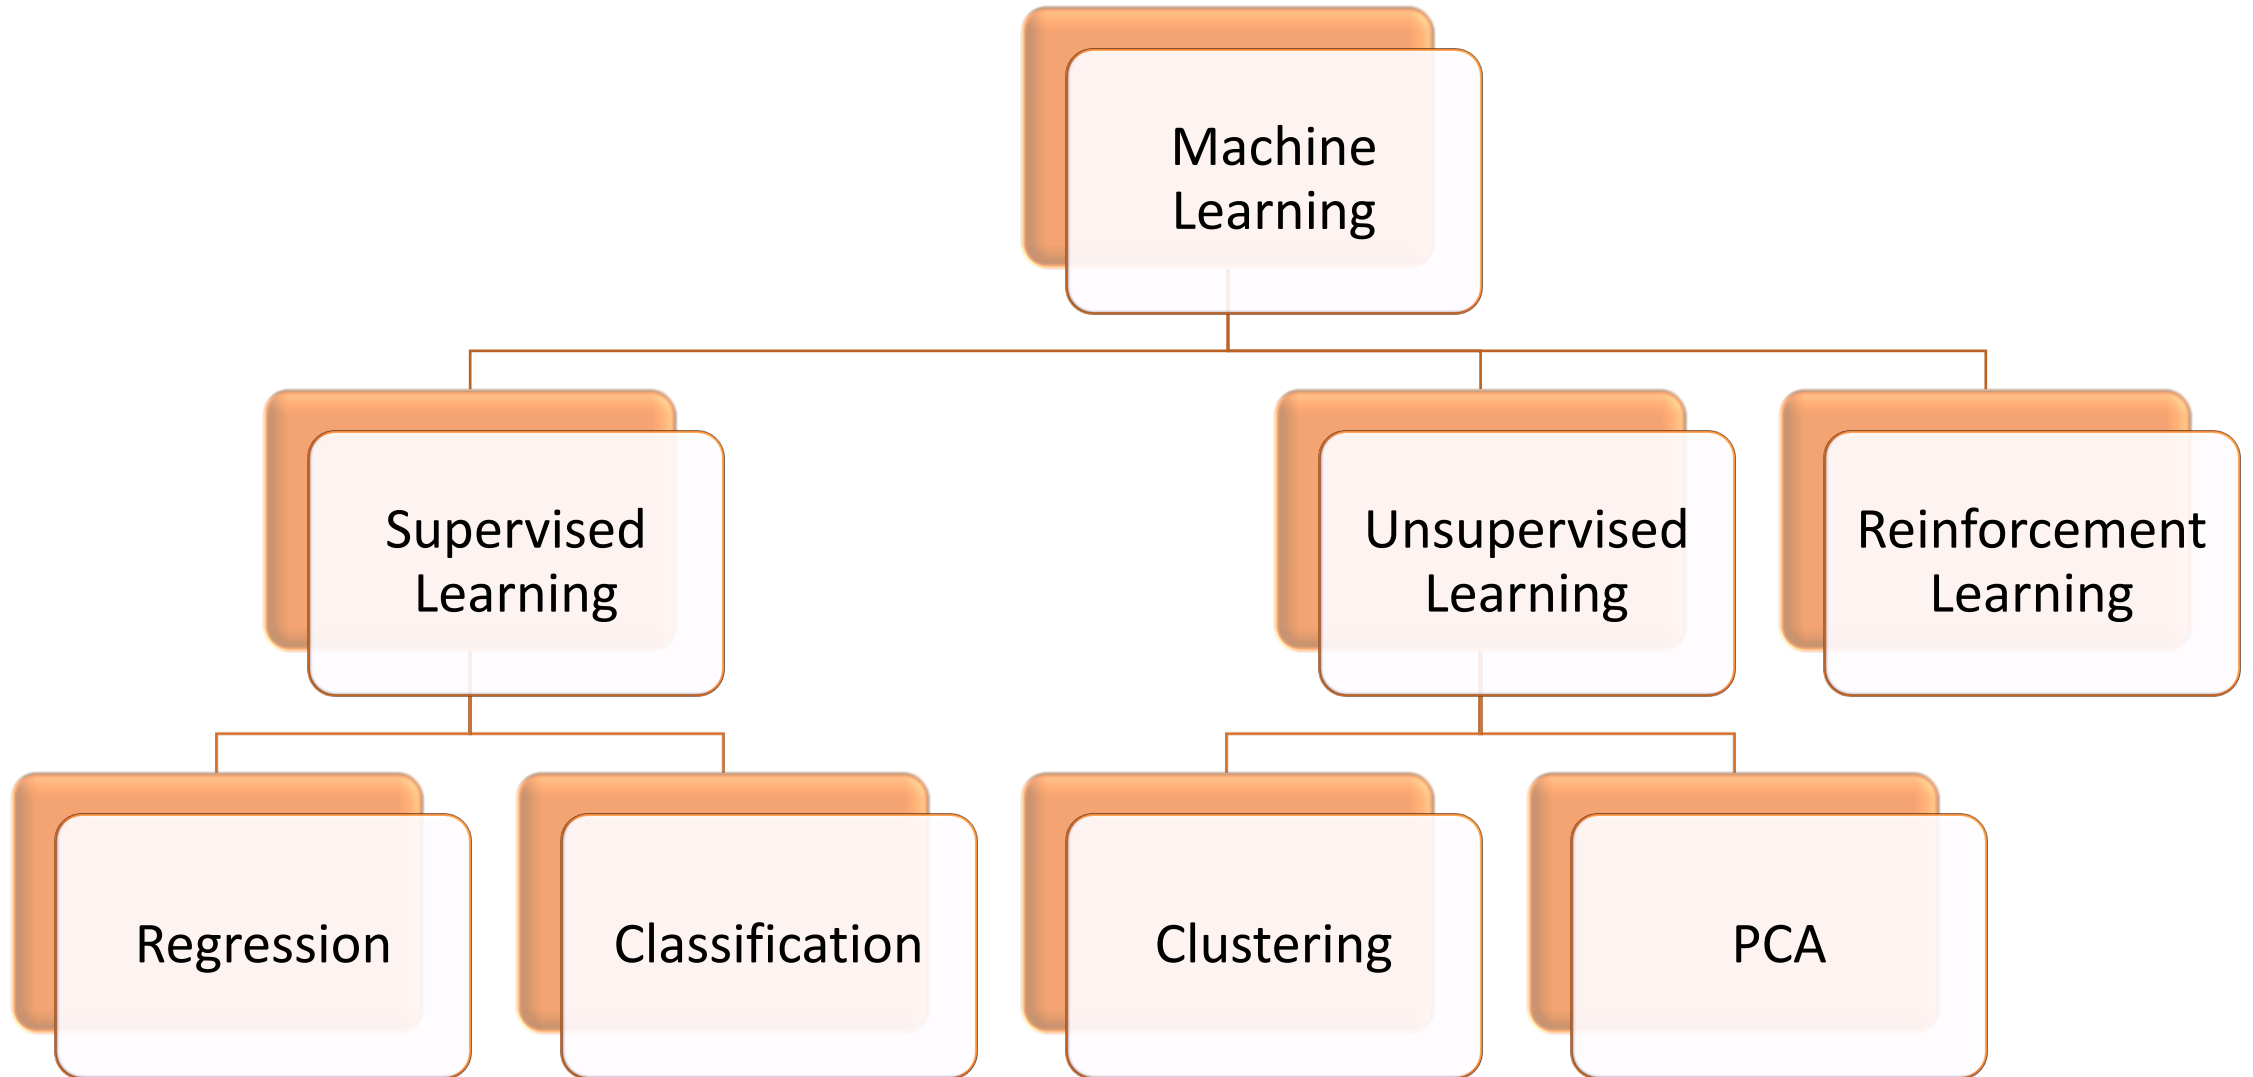 Machine
Learning
Supervised
Learning
Unsupervised
Learning
Reinforcement
Learning
Regression
Classification
Clustering
PCA